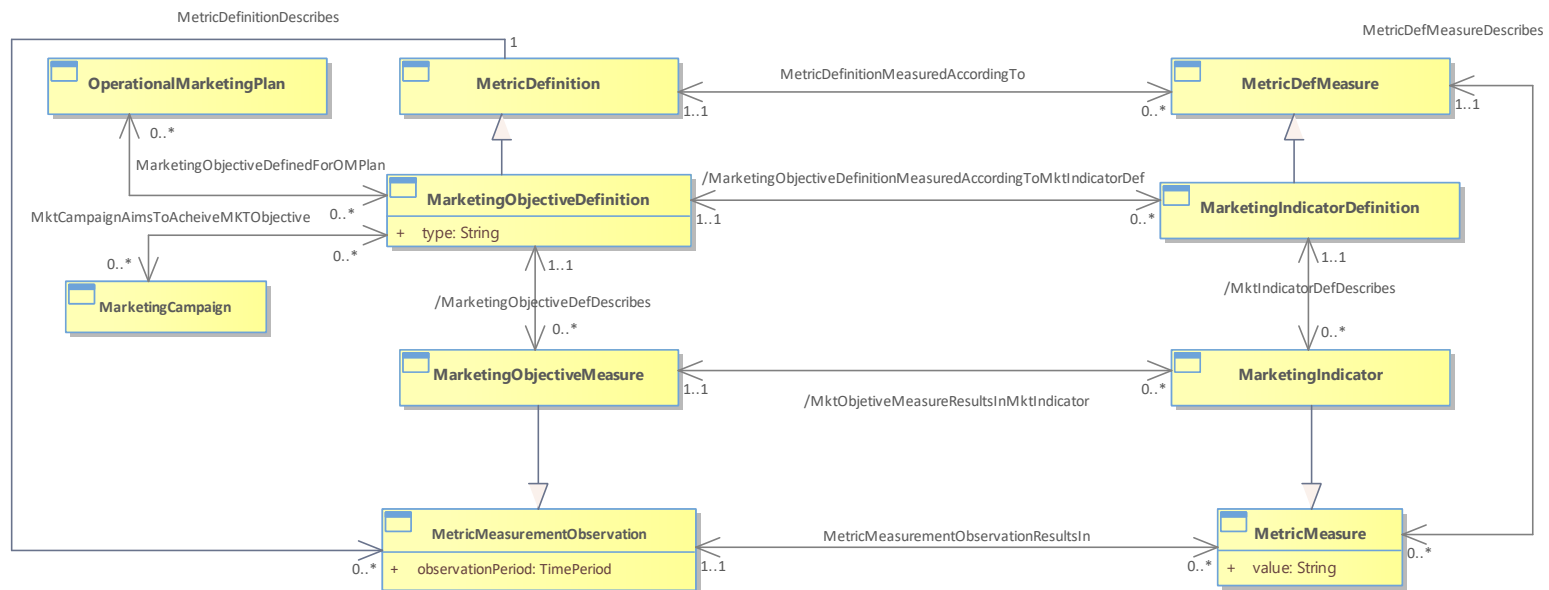 MetricDefinitionDescribes
1
MetricDefMeasureDescribes
OperationalMarketingPlan
MetricDefinition
MetricDefinitionMeasuredAccordingTo
MetricDefMeasure
1..1
0..*
1..1
0..*
MarketingObjectiveDefinedForOMPlan
/MarketingObjectiveDefinitionMeasuredAccordingToMktIndicatorDef
MarketingObjectiveDefinition
MarketingIndicatorDefinition
MktCampaignAimsToAcheiveMKTObjective
0..*
1..1
0..*
+ type: String
0..*
0..*
1..1
1..1
MarketingCampaign
/MarketingObjectiveDefDescribes
/MktIndicatorDefDescribes
0..*
0..*
MarketingObjectiveMeasure
MarketingIndicator
1..1
0..*
/MktObjetiveMeasureResultsInMktIndicator
MetricMeasurementObservation
MetricMeasurementObservationResultsIn
MetricMeasure
0..*
0..*
+ observationPeriod: TimePeriod
1..1
0..*
+ value: String